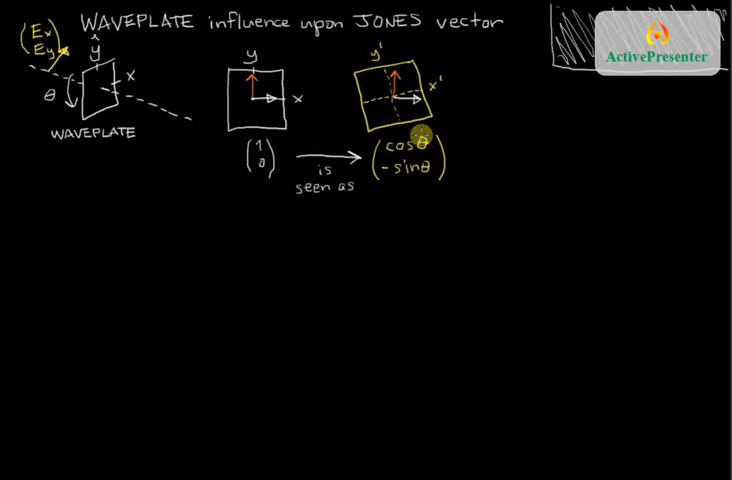 WAVEPLATE influence upon JONES vector
(Ex
Ey)
ŷ
x
θ
WAVEPLATE
y
x
y'
x'
(1
0)
is
seen as
(cosθ
-sinθ)
ActivePresenter